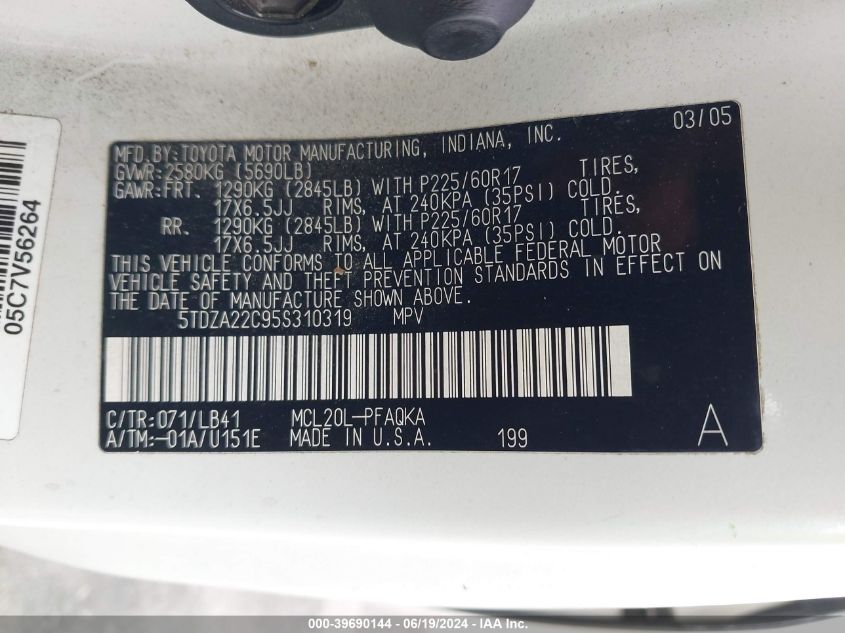 05C7V56264
MFD.BY:TOYOTA MOTOR MANUFACTURING, INDIANA, INC. 03/05
GVWR:2580KG (5690LB)
GAWR:FRT. 1290KG (2845LB) WITH P225/60R17 TIRES,
17X6.5JJ RIMS, AT 240KPA (35PSI) COLD.
RR. 1290KG (2845LB) WITH P225/60R17 TIRES,
17X6.5JJ RIMS, AT 240KPA (35PSI) COLD.
THIS VEHICLE CONFORMS TO ALL APPLICABLE FEDERAL MOTOR
VEHICLE SAFETY AND THEFT PREVENTION STANDARDS IN EFFECT ON
THE DATE OF MANUFACTURE SHOWN ABOVE.
5TDZA22C95S310319 MPV
C/TR:071/LB41 MCL20L-PFAQKA
A/TM:-01A/U151E MADE IN U.S.A. 199 A
000-39690144 - 06/19/2024 - IAA Inc.